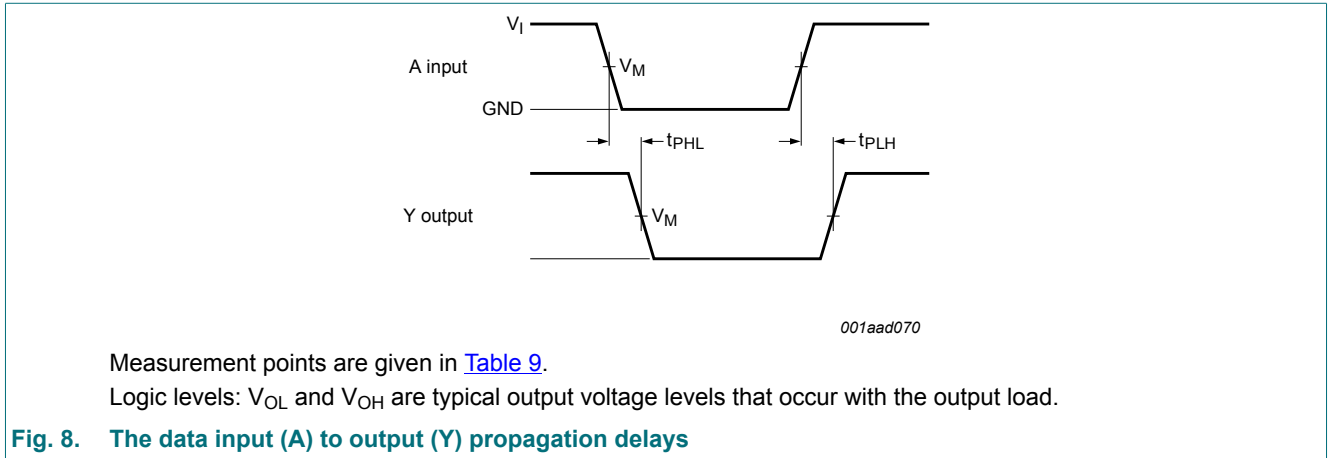 VI
A input
VM
GND
tPHL
tPLH
Y output
VM
001aad070
Measurement points are given in Table 9.
Logic levels: VOL and VOH are typical output voltage levels that occur with the output load.
Fig. 8. The data input (A) to output (Y) propagation delays